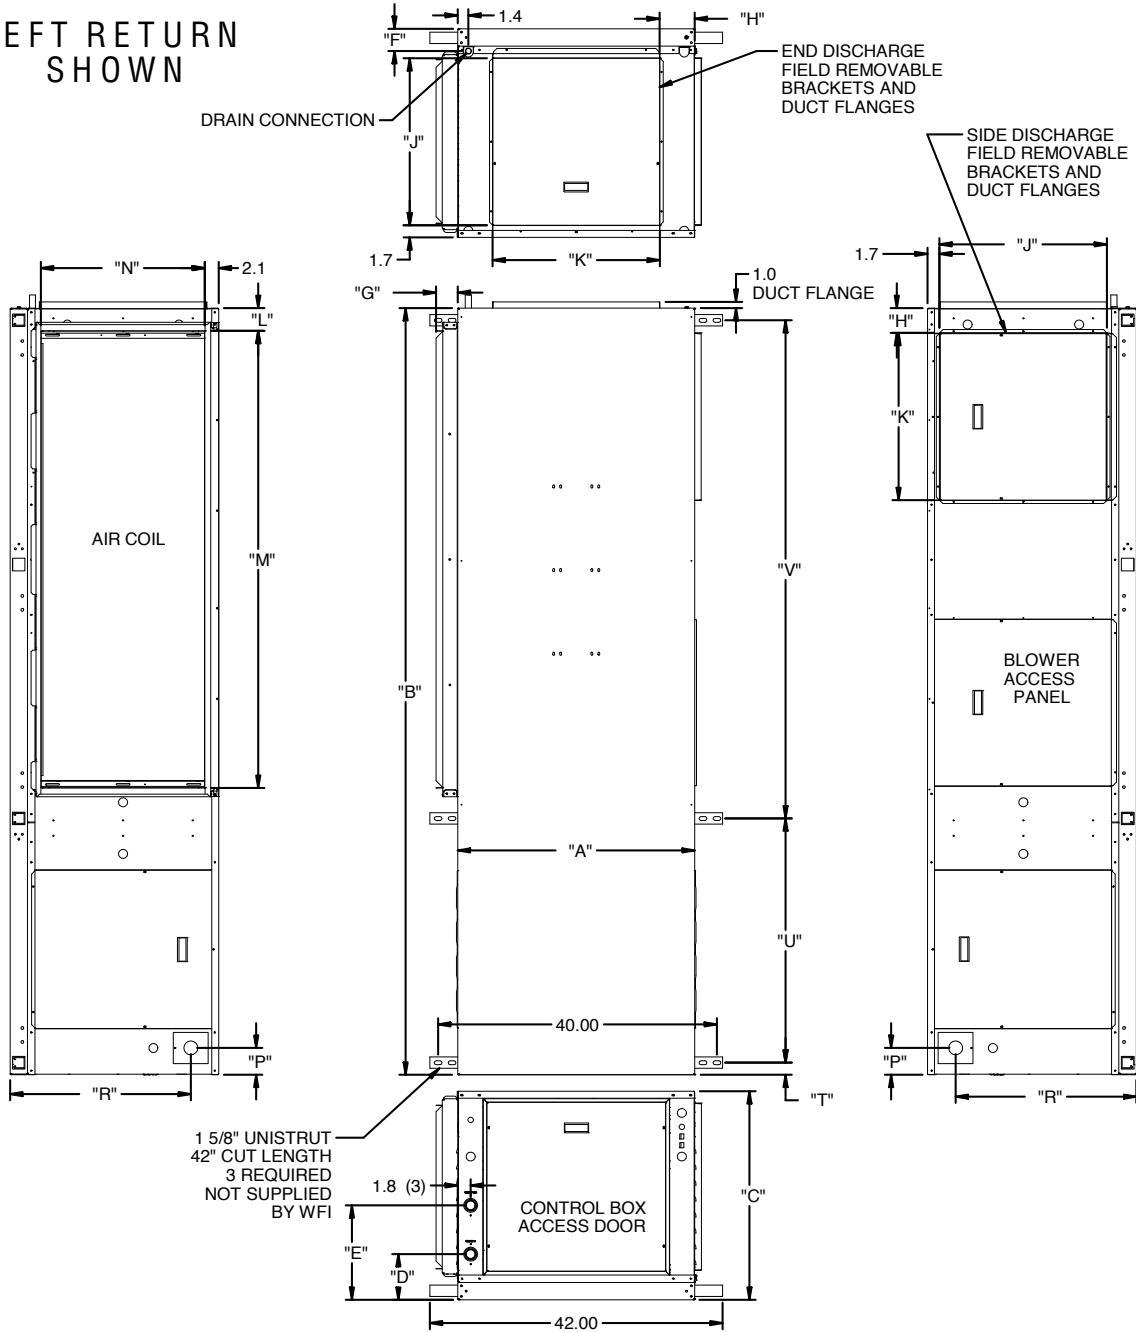 EFT RETURN
SHOWN
1.4
"H"
"F"
END DISCHARGE
FIELD REMOVABLE
BRACKETS AND
DUCT FLANGES
DRAIN CONNECTION
"J"
SIDE DISCHARGE
FIELD REMOVABLE
BRACKETS AND
DUCT FLANGES
1.7
"K"
"N"
2.1
"G"
1.0
DUCT FLANGE
1.7
"J"
"L"
"H"
"K"
AIR COIL
"M"
"V"
"B"
BLOWER
ACCESS
PANEL
"A"
"U"
40.00
"P"
"P"
"R"
"T"
"R"
1 5/8" UNISTRUT
42" CUT LENGTH
3 REQUIRED
NOT SUPPLIED
BY WFI
1.8 (3)
CONTROL BOX
ACCESS DOOR
"C"
"E"
"D"
42.00